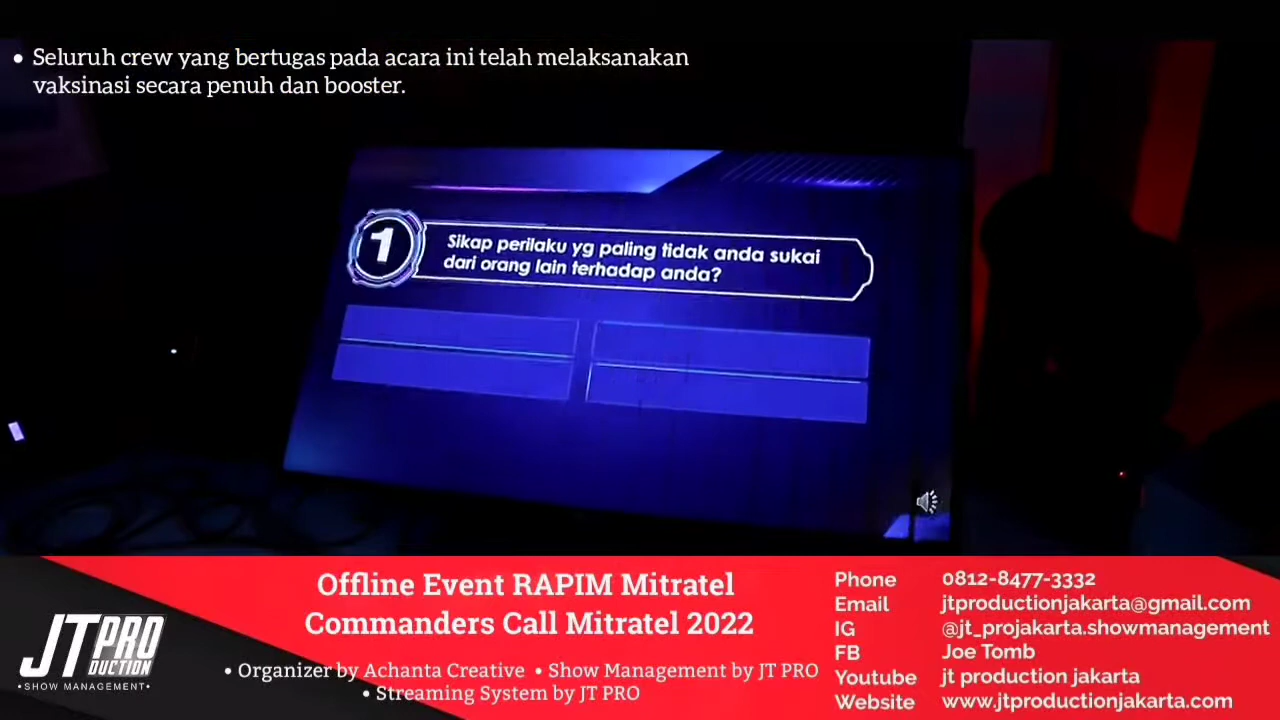 • Seluruh crew yang bertugas pada acara ini telah melaksanakan
vaksinasi secara penuh dan booster.
1
Sikap perilaku yg paling tidak anda sukai
dari orang lain terhadap anda?
JT PRO
DUCTION
•SHOW MANAGEMENT•
Offline Event RAPIM Mitratel
Commanders Call Mitratel 2022
• Organizer by Achanta Creative • Show Management by JT PRO
• Streaming System by JT PRO
Phone 0812-8477-3332
Email jtproductionjakarta@gmail.com
IG @jt_projakarta.showmanagement
FB Joe Tomb
Youtube jt production jakarta
Website www.jtproductionjakarta.com